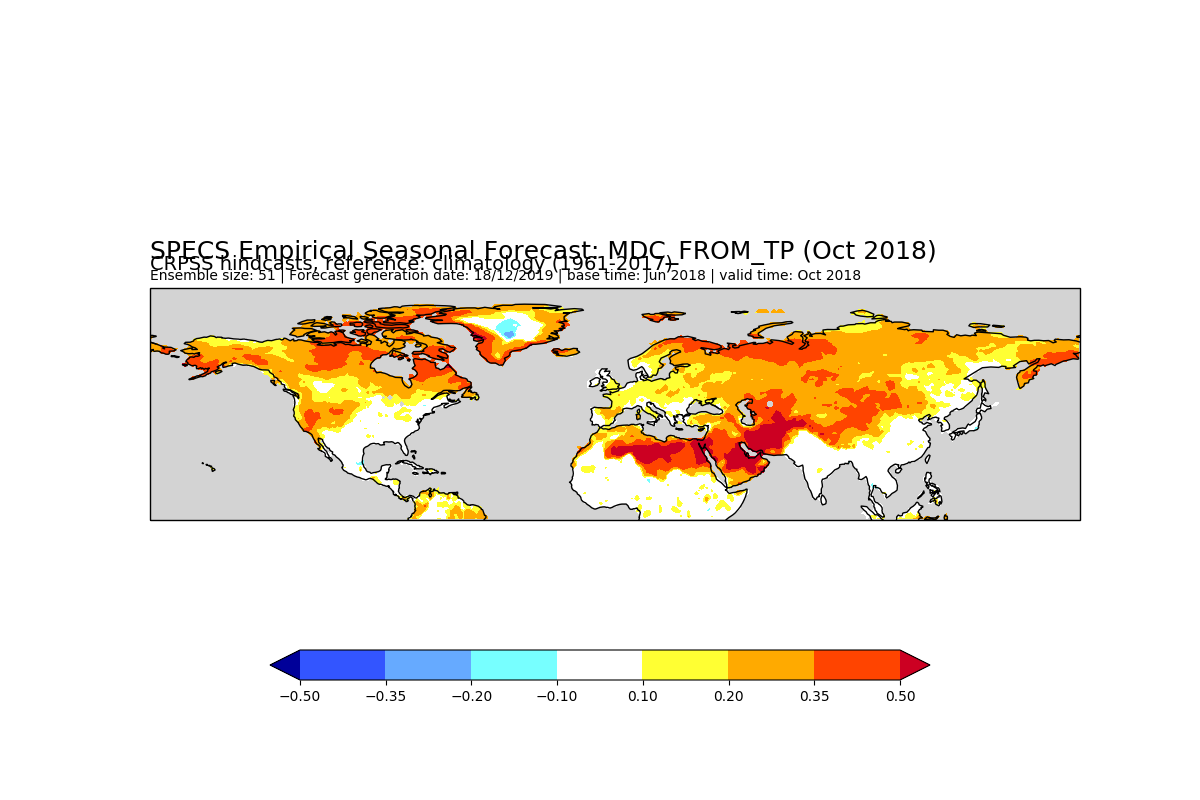 SPECS Empirical Seasonal Forecast: MDC_FROM_TP (Oct 2018)
CRPSS hindcasts, reference: climatology (1961-2017)
Ensemble size: 51 | Forecast generation date: 18/12/2019 | base time: Jun 2018 | valid time: Oct 2018
−0.50 −0.35 −0.20 −0.10 0.10 0.20 0.35 0.50